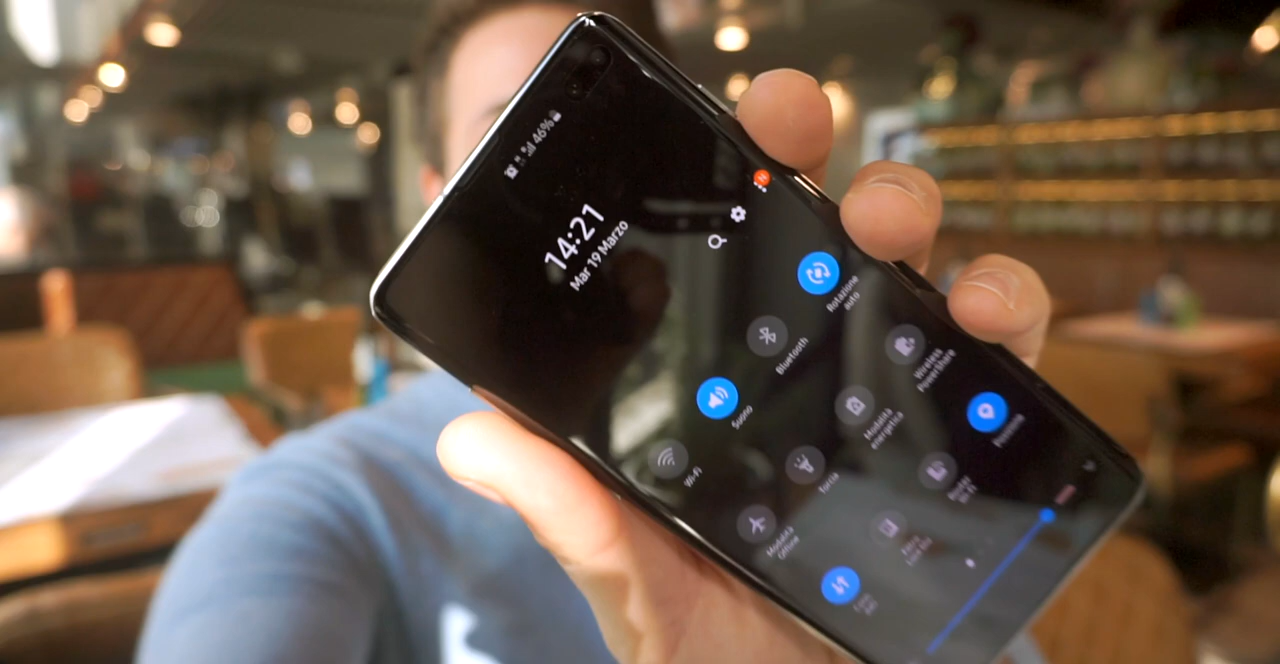 46%
14:21
Mar 19 Marzo
N
Wi-Fi
Suono
Bluetooth
Rotazione
auto
Modalità
Offline
Torcia
Modalità
energetica
Wireless
PowerShare
Posizione